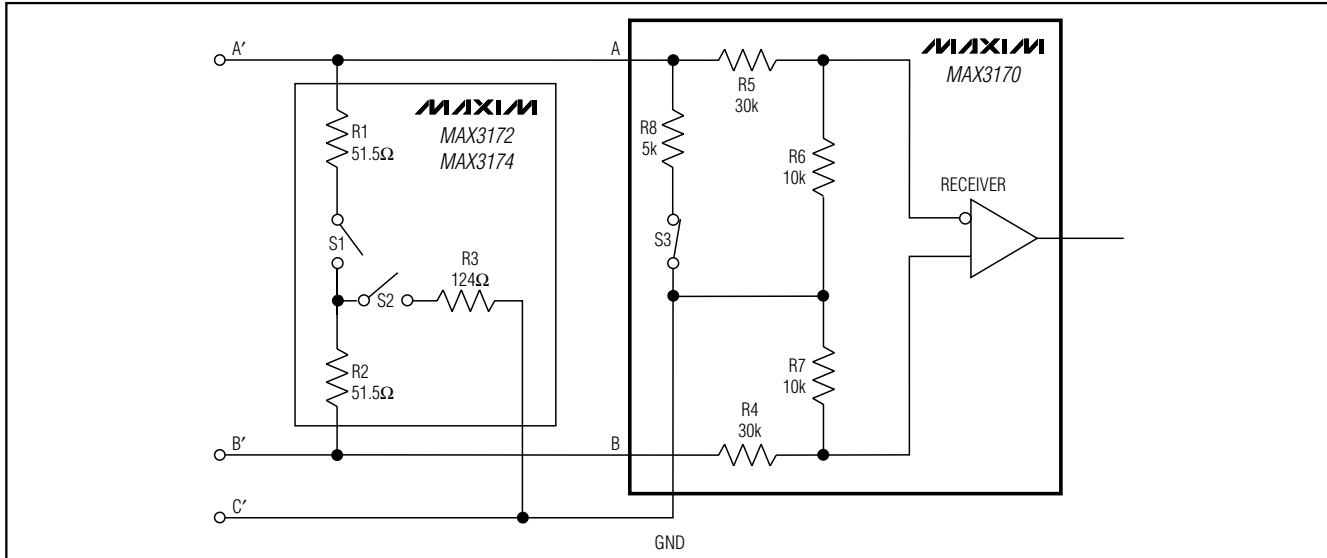 A′
A
MAXIM
MAX3170
R5
30k
MAXIM
MAX3172
MAX3174
R1
51.5Ω
R8
5k
R6
10k
RECEIVER
S1
S3
R3
124Ω
S2
R2
51.5Ω
R7
10k
R4
30k
B′
B
C′
GND